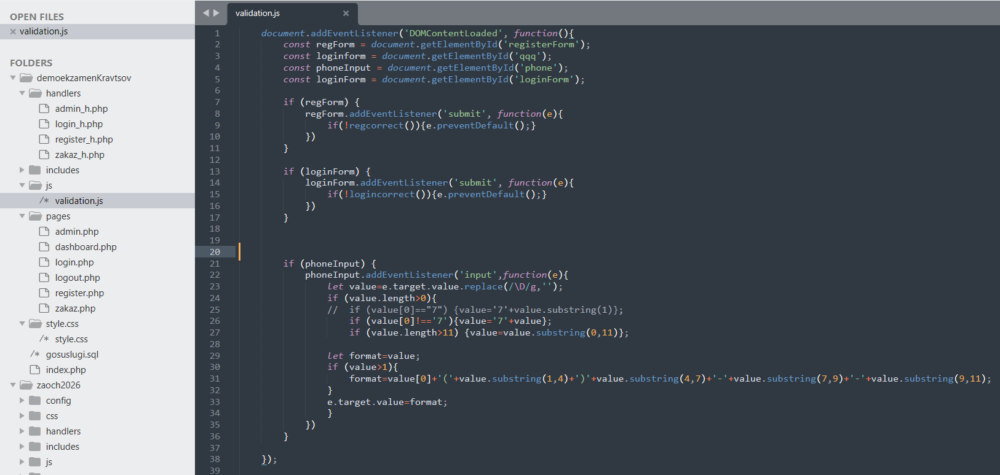 OPEN FILES
validation.js
FOLDERS
demoekzamenKravtsov
handlers
admin_h.php
login_h.php
register_h.php
zakaz_h.php
includes
js
/* validation.js
pages
admin.php
dashboard.php
login.php
logout.php
register.php
zakaz.php
style.css
/* style.css
/* gosuslugi.sql
index.php
zaoch2026
config
css
handlers
includes
js
validation.js
1 document.addEventListener('DOMContentLoaded', function(){
2 const regForm = document.getElementById('registerForm');
3 const loginform = document.getElementById('qqq');
4 const phoneInput = document.getElementById('phone');
5 const loginForm = document.getElementById('loginForm');
6
7 if (regForm) {
8 regForm.addEventListener('submit', function(e){
9 if(!regcorrect()){e.preventDefault();}
10 })
11 }
12
13 if (loginForm) {
14 loginForm.addEventListener('submit', function(e){
15 if(!logincorrect()){e.preventDefault();}
16 })
17 }
18
19
20
21 if (phoneInput) {
22 phoneInput.addEventListener('input',function(e){
23 let value=e.target.value.replace(/\D/g,'');
24 if (value.length>0){
25 // if (value[0]=="7") {value='7'+value.substring(1)};
26 if (value[0]!=='7'){value='7'+value};
27 if (value.length>11) {value=value.substring(0,11)};
28
29 let format=value;
30 if (value>1){
31 format=value[0]+'('+value.substring(1,4)+')'+value.substring(4,7)+'-'+value.substring(7,9)+'-'+value.substring(9,11);
32 }
33 e.target.value=format;
34 }
35 })
36 }
37
38 });
39